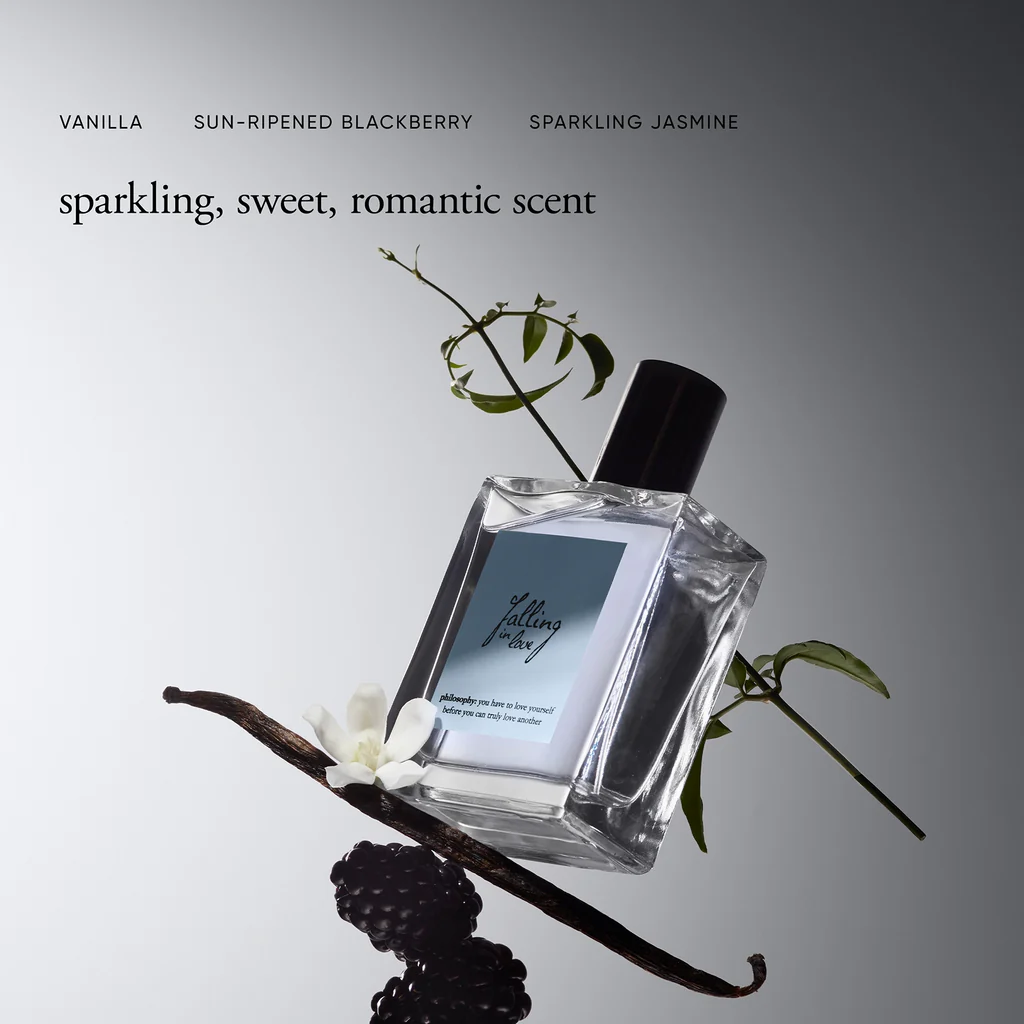 VANILLA SUN-RIPENED BLACKBERRY SPARKLING JASMINE
sparkling, sweet, romantic scent
falling
in love
philosophy: you have to love yourself
before you can truly love another